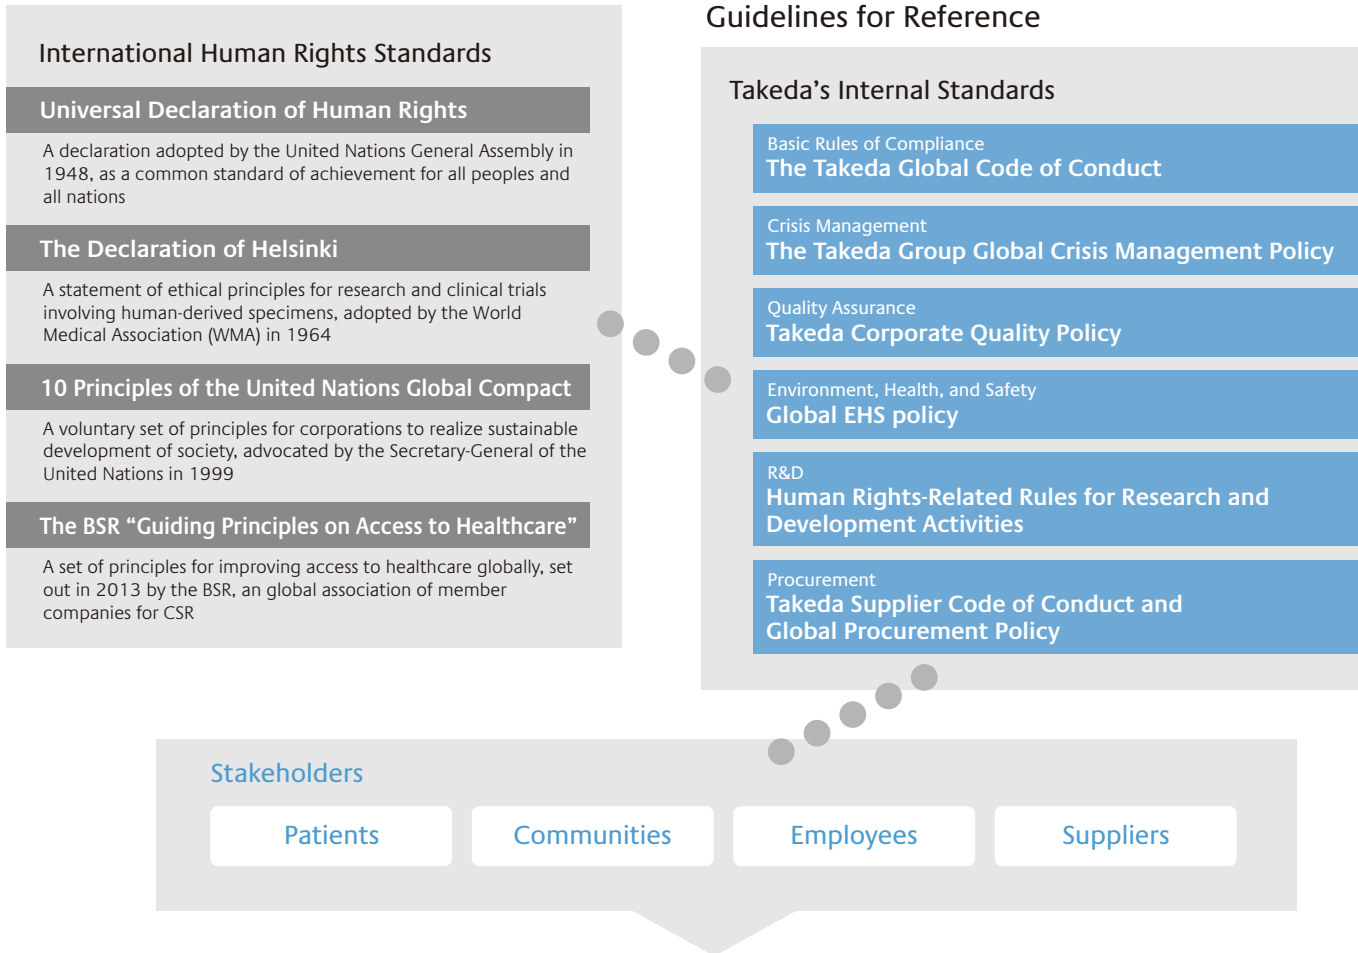 Guidelines for Reference
International Human Rights Standards
Universal Declaration of Human Rights
A declaration adopted by the United Nations General Assembly in
1948, as a common standard of achievement for all peoples and
all nations
The Declaration of Helsinki
A statement of ethical principles for research and clinical trials
involving human-derived specimens, adopted by the World
Medical Association (WMA) in 1964
10 Principles of the United Nations Global Compact
A voluntary set of principles for corporations to realize sustainable
development of society, advocated by the Secretary-General of the
United Nations in 1999
The BSR “Guiding Principles on Access to Healthcare”
A set of principles for improving access to healthcare globally, set
out in 2013 by the BSR, an global association of member
companies for CSR
Takeda’s Internal Standards
Basic Rules of Compliance
The Takeda Global Code of Conduct
Crisis Management
The Takeda Group Global Crisis Management Policy
Quality Assurance
Takeda Corporate Quality Policy
Environment, Health, and Safety
Global EHS policy
R&D
Human Rights-Related Rules for Research and
Development Activities
Procurement
Takeda Supplier Code of Conduct and
Global Procurement Policy
Stakeholders
Patients
Communities
Employees
Suppliers